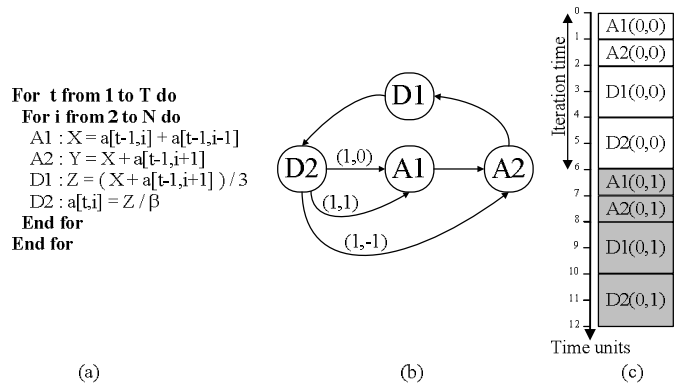 For t from 1 to T do
For i from 2 to N do
A1 : X = a[t-1,i] + a[t-1,i-1]
A2 : Y = X + a[t-1,i+1]
D1 : Z = ( X + a[t-1,i+1] ) / 3
D2 : a[t,i] = Z / β
End for
End for
(a)
D1
D2
(1,0)
A1
A2
(1,1)
(1,-1)
(b)
Iteration time
0
1
2
3
4
5
6
7
8
9
10
11
12
A1(0,0)
A2(0,0)
D1(0,0)
D2(0,0)
A1(0,1)
A2(0,1)
D1(0,1)
D2(0,1)
Time units
(c)